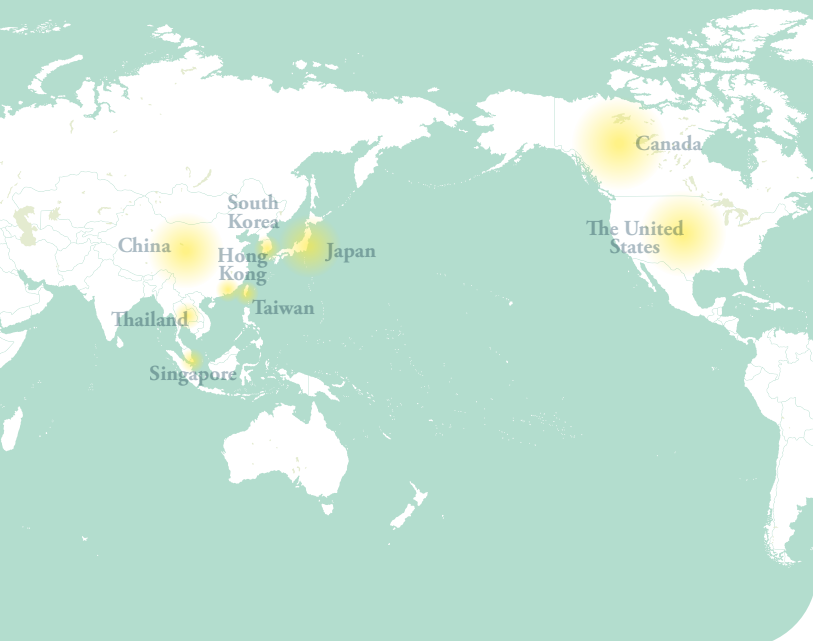 Canada
South
Korea
The United
States
China
Hong
Kong
Japan
Taiwan
Thailand
Singapore